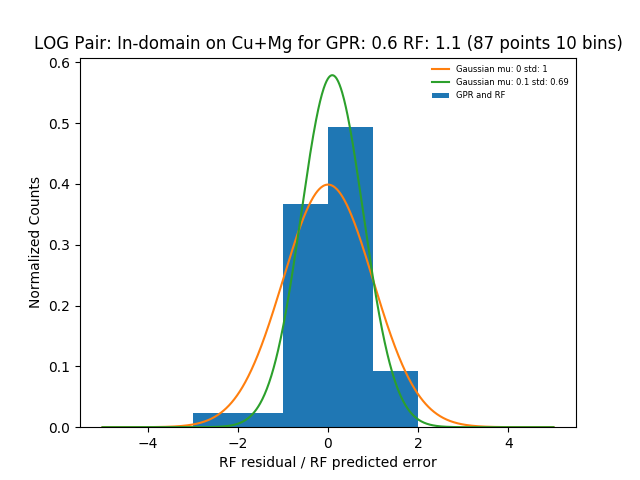 LOG Pair: In-domain on Cu+Mg for GPR: 0.6 RF: 1.1 (87 points 10 bins)
Gaussian mu: 0 std: 1
Gaussian mu: 0.1 std: 0.69
GPR and RF
Normalized Counts
0.6
0.5
0.4
0.3
0.2
0.1
0.0
−4
−2
0
2
4
RF residual / RF predicted error